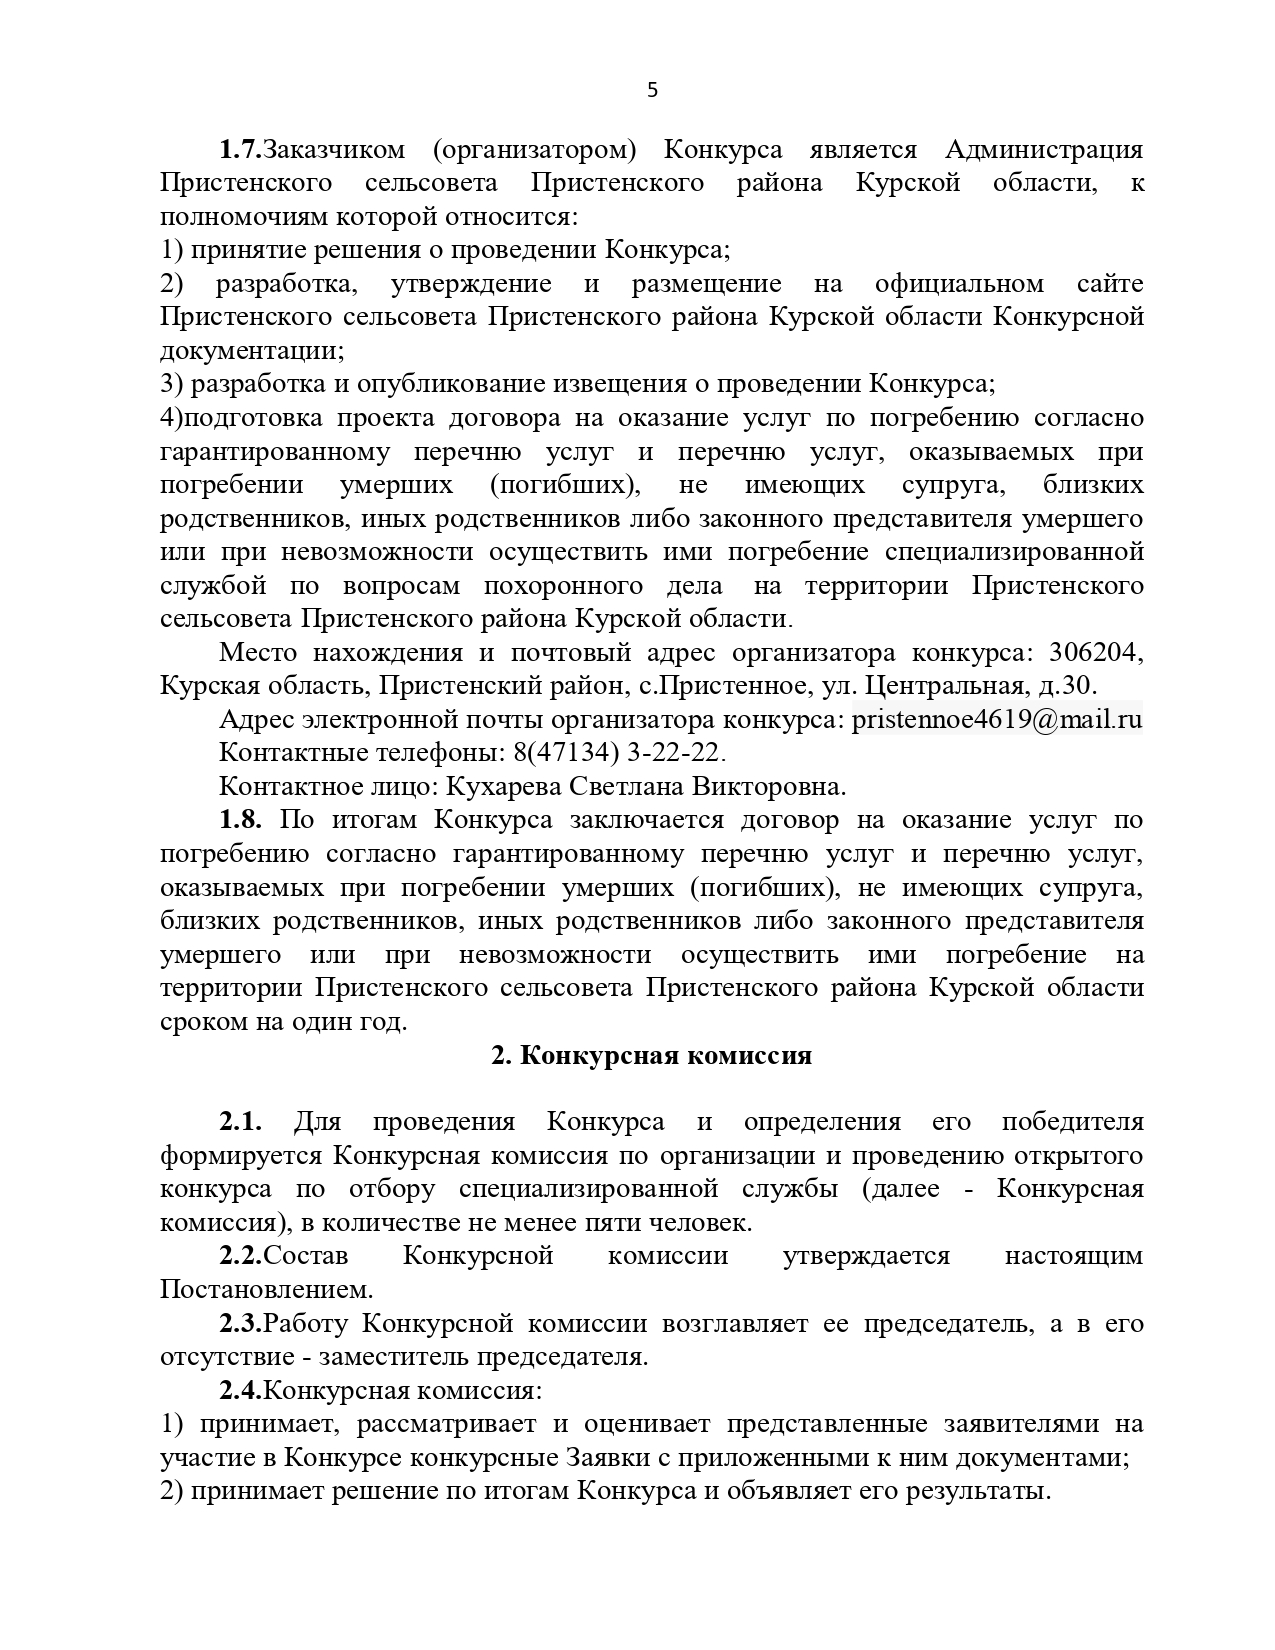 5
1.7.Заказчиком (организатором) Конкурса является Администрация
Пристенского сельсовета Пристенского района Курской области, к
полномочиям которой относится:
1) принятие решения о проведении Конкурса;
2) разработка, утверждение и размещение на официальном сайте
Пристенского сельсовета Пристенского района Курской области Конкурсной
документации;
3) разработка и опубликование извещения о проведении Конкурса;
4)подготовка проекта договора на оказание услуг по погребению согласно
гарантированному перечню услуг и перечню услуг, оказываемых при
погребении умерших (погибших), не имеющих супруга, близких
родственников, иных родственников либо законного представителя умершего
или при невозможности осуществить ими погребение специализированной
службой по вопросам похоронного дела на территории Пристенского
сельсовета Пристенского района Курской области.
Место нахождения и почтовый адрес организатора конкурса: 306204,
Курская область, Пристенский район, с.Пристенное, ул. Центральная, д.30.
Адрес электронной почты организатора конкурса: pristennoe4619@mail.ru
Контактные телефоны: 8(47134) 3-22-22.
Контактное лицо: Кухарева Светлана Викторовна.
1.8. По итогам Конкурса заключается договор на оказание услуг по
погребению согласно гарантированному перечню услуг и перечню услуг,
оказываемых при погребении умерших (погибших), не имеющих супруга,
близких родственников, иных родственников либо законного представителя
умершего или при невозможности осуществить ими погребение на
территории Пристенского сельсовета Пристенского района Курской области
сроком на один год.
2. Конкурсная комиссия
2.1. Для проведения Конкурса и определения его победителя
формируется Конкурсная комиссия по организации и проведению открытого
конкурса по отбору специализированной службы (далее - Конкурсная
комиссия), в количестве не менее пяти человек.
2.2.Состав Конкурсной комиссии утверждается настоящим
Постановлением.
2.3.Работу Конкурсной комиссии возглавляет ее председатель, а в его
отсутствие - заместитель председателя.
2.4.Конкурсная комиссия:
1) принимает, рассматривает и оценивает представленные заявителями на
участие в Конкурсе конкурсные Заявки с приложенными к ним документами;
2) принимает решение по итогам Конкурса и объявляет его результаты.